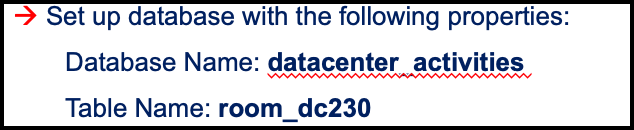 → Set up database with the following properties:
Database Name: datacenter_activities
Table Name: room_dc230